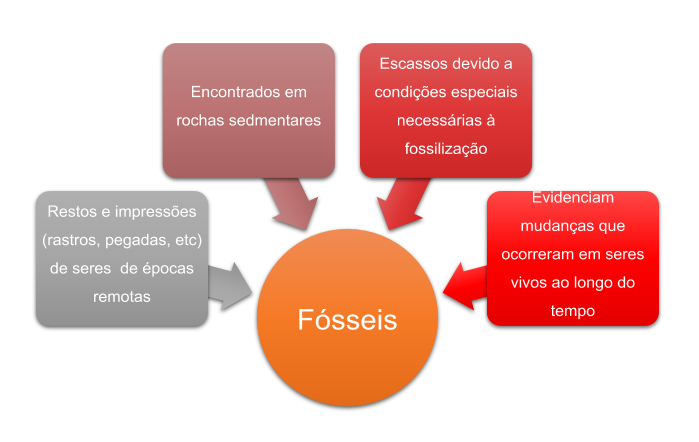 Restos e impressões
(rastros, pegadas, etc)
de seres de épocas
remotas
Encontrados em
rochas sedmentares
Escassos devido a
condições especiais
necessárias à
fossilização
Evidenciam
mudanças que
ocorreram em seres
vivos ao longo do
tempo
Fósseis